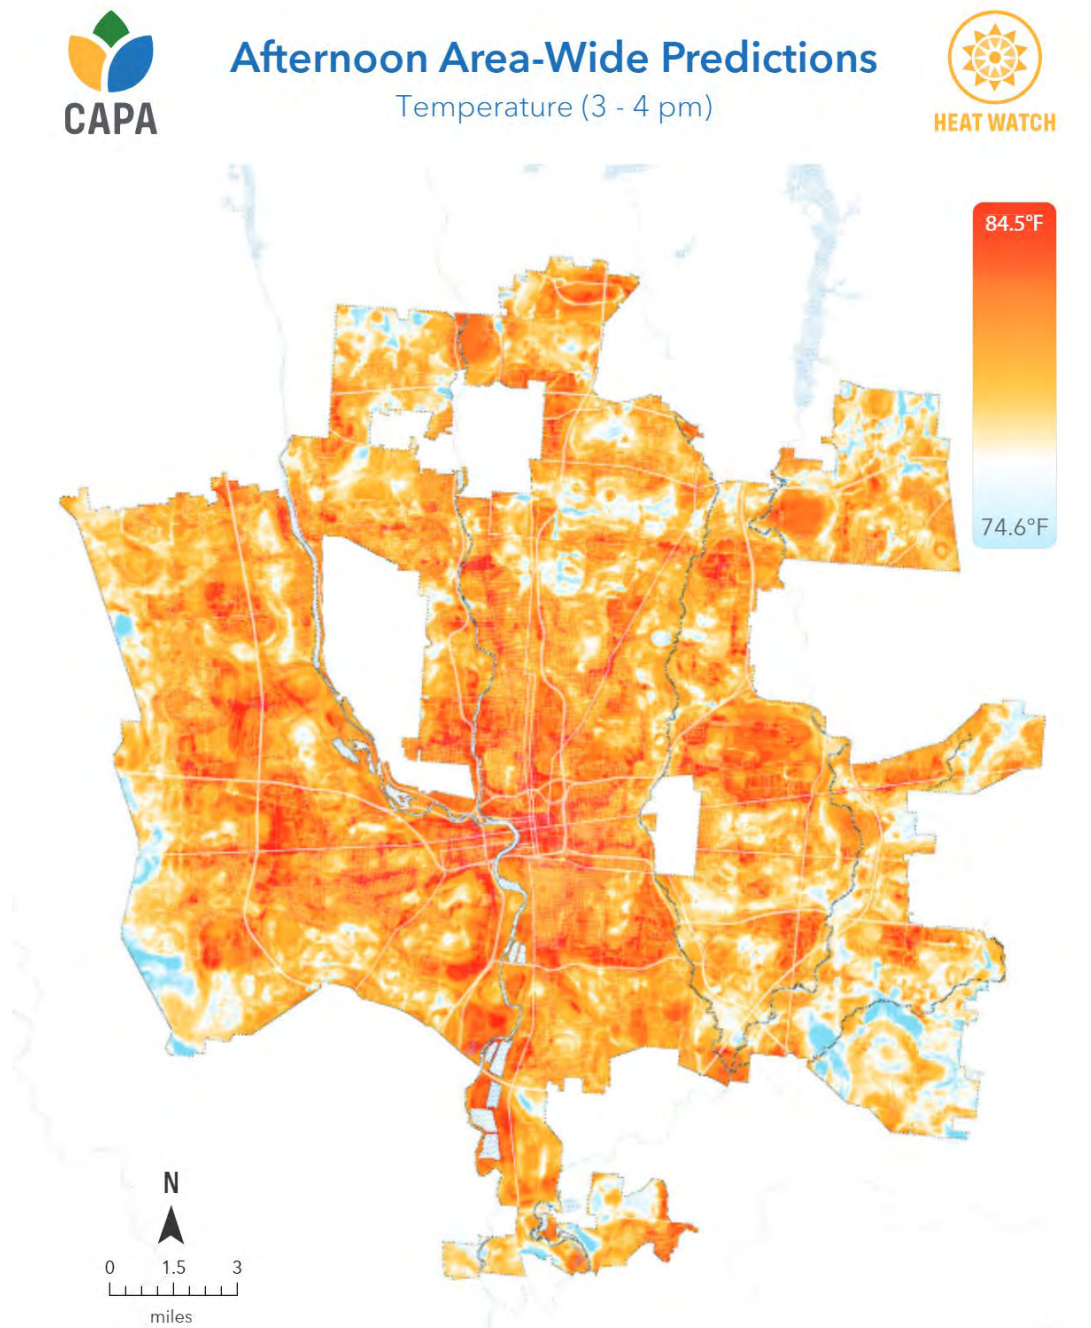 CAPA
Afternoon Area-Wide Predictions
Temperature (3 - 4 pm)
HEAT WATCH
84.5°F
74.6°F
N
0 1.5 3
miles